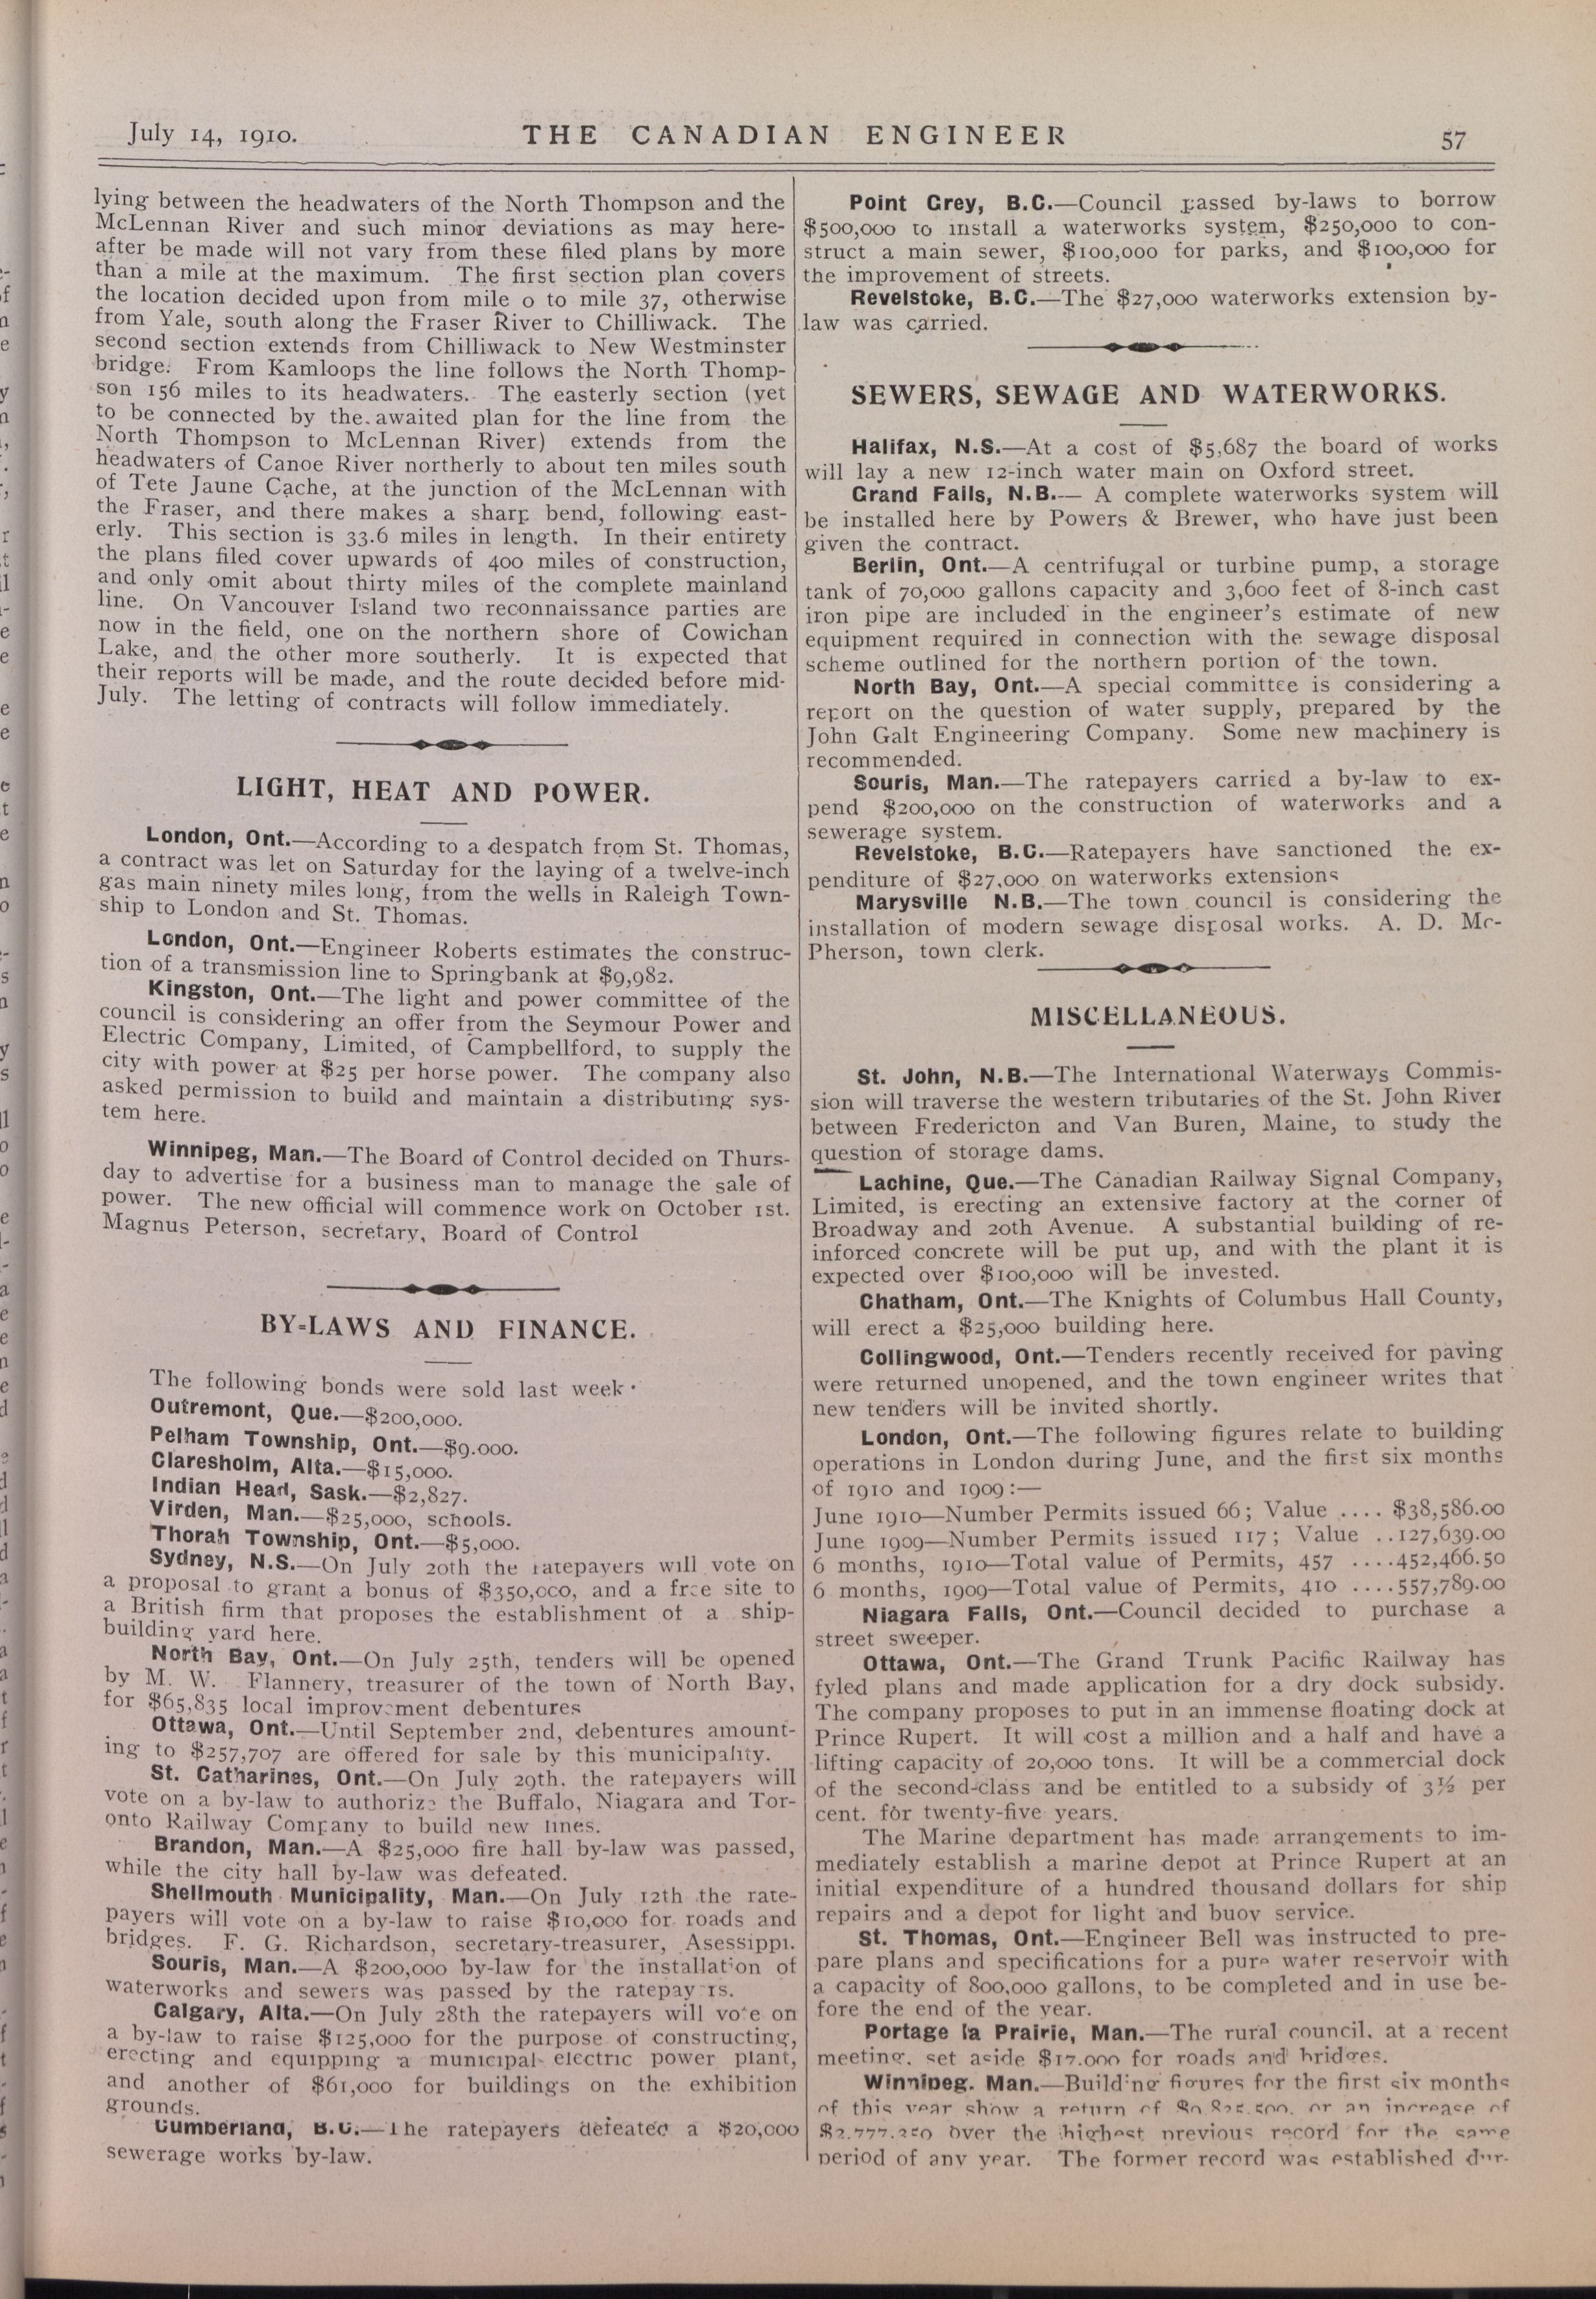 July 14, 1910.
THE CANADIAN ENGINEER
57
lying between the headwaters of the North Thompson and the
McLennan River and such minor deviations as may here-
after be made will not vary from these filed plans by more
than a mile at the maximum. The first section plan covers
the location decided upon from mile 0 to mile 37, otherwise
from Yale, south along the Fraser River to Chilliwack. The
second section extends from Chilliwack to New Westminster
bridge. From Kamloops the line follows the North Thomp-
son 156 miles to its headwaters. The easterly section (yet
to be connected by the awaited plan for the line from the
North Thompson to McLennan River) extends from the
headwaters of Canoe River northerly to about ten miles south
of Tete Jaune Cache, at the junction of the McLennan with
the Fraser, and there makes a sharp bend, following east-
erly. This section is 33.6 miles in length. In their entirety
the plans filed cover upwards of 400 miles of construction,
and only omit about thirty miles of the complete mainland
line. On Vancouver Island two reconnaissance parties are
now in the field, one on the northern shore of Cowichan
Lake, and the other more southerly. It is expected that
their reports will be made, and the route decided before mid-
July. The letting of contracts will follow immediately.
LIGHT, HEAT AND POWER.
London, Ont.—According to a despatch from St. Thomas,
a contract was let on Saturday for the laying of a twelve-inch
gas main ninety miles long, from the wells in Raleigh Town-
ship to London and St. Thomas.
London, Ont.—Engineer Roberts estimates the construc-
tion of a transmission line to Springbank at $9,982.
Kingston, Ont.—The light and power committee of the
council is considering an offer from the Seymour Power and
Electric Company, Limited, of Campbellford, to supply the
city with power at $25 per horse power. The company also
asked permission to build and maintain a distributing sys-
tem here.
Winnipeg, Man.—The Board of Control decided on Thurs-
day to advertise for a business man to manage the sale of
power. The new official will commence work on October 1st.
Magnus Peterson, secretary, Board of Control
BY-LAWS AND FINANCE.
The following bonds were sold last week·
Outremont, Que.—$200,000.
Pelham Township, Ont.—$9.000.
Claresholm, Alta.—$15,000.
Indian Head, Sask.—$2,827.
Virden, Man.—$25,000, schools.
Thorah Township, Ont.—$5,000.
Sydney, N.S.—On July 20th the ratepayers will vote on
a proposal to grant a bonus of $350,000, and a free site to
a British firm that proposes the establishment of a ship-
building yard here.
North Bay, Ont.—On July 25th, tenders will be opened
by M. W. Flannery, treasurer of the town of North Bay,
for $65,835 local improvement debentures
Ottawa, Ont.—Until September 2nd, debentures amount-
ing to $257,707 are offered for sale by this municipality.
St. Catharines, Ont.—On July 29th. the ratepayers will
vote on a by-law to authorize the Buffalo, Niagara and Tor-
onto Railway Company to build new lines.
Brandon, Man.—A $25,000 fire hall by-law was passed,
while the city hall by-law was defeated.
Shellmouth Municipality, Man.—On July 12th the rate-
payers will vote on a by-law to raise $10,000 for roads and
bridges. F. G. Richardson, secretary-treasurer, Asessippi.
Souris, Man.—A $200,000 by-law for the installation of
waterworks and sewers was passed by the ratepayers.
Calgary, Alta.—On July 28th the ratepayers will vote on
a by-law to raise $125,000 for the purpose of constructing,
erecting and equipping a municipal electric power plant,
and another of $61,000 for buildings on the exhibition
grounds.
Cumberland, B.C.—The ratepayers defeated a $20,000
sewerage works by-law.
Point Grey, B.C.—Council passed by-laws to borrow
$500,000 to install a waterworks system, $250,000 to con-
struct a main sewer, $100,000 for parks, and $100,000 for
the improvement of streets.
Revelstoke, B.C.—The $27,000 waterworks extension by-
law was carried.
SEWERS, SEWAGE AND WATERWORKS.
Halifax, N.S.—At a cost of $5,687 the board of works
will lay a new 12-inch water main on Oxford street.
Grand Falls, N.B.— A complete waterworks system will
be installed here by Powers & Brewer, who have just been
given the contract.
Berlin, Ont.—A centrifugal or turbine pump, a storage
tank of 70,000 gallons capacity and 3,600 feet of 8-inch cast
iron pipe are included in the engineer's estimate of new
equipment required in connection with the sewage disposal
scheme outlined for the northern portion of the town.
North Bay, Ont.—A special committee is considering a
report on the question of water supply, prepared by the
John Galt Engineering Company. Some new machinery is
recommended.
Souris, Man.—The ratepayers carried a by-law to ex-
pend $200,000 on the construction of waterworks and a
sewerage system.
Revelstoke, B.C.—Ratepayers have sanctioned the ex-
penditure of $27,000 on waterworks extensions
Marysville N.B.—The town council is considering the
installation of modern sewage disposal works. A. D. Mc-
Pherson, town clerk.
MISCELLANEOUS.
St. John, N.B.—The International Waterways Commis-
sion will traverse the western tributaries of the St. John River
between Fredericton and Van Buren, Maine, to study the
question of storage dams.
Lachine, Que.—The Canadian Railway Signal Company,
Limited, is erecting an extensive factory at the corner of
Broadway and 20th Avenue. A substantial building of re-
inforced concrete will be put up, and with the plant it is
expected over $100,000 will be invested.
Chatham, Ont.—The Knights of Columbus Hall County,
will erect a $25,000 building here.
Collingwood, Ont.—Tenders recently received for paving
were returned unopened, and the town engineer writes that
new tenders will be invited shortly.
London, Ont.—The following figures relate to building
operations in London during June, and the first six months
of 1910 and 1909:—
June 1910—Number Permits issued 66; Value .... $38,586.00
June 1909—Number Permits issued 117; Value ..127,639.00
6 months, 1910—Total value of Permits, 457 ....452,466.50
6 months, 1909—Total value of Permits, 410 ....557,789.00
Niagara Falls, Ont.—Council decided to purchase a
street sweeper.
Ottawa, Ont.—The Grand Trunk Pacific Railway has
fyled plans and made application for a dry dock subsidy.
The company proposes to put in an immense floating dock at
Prince Rupert. It will cost a million and a half and have a
lifting capacity of 20,000 tons. It will be a commercial dock
of the second-class and be entitled to a subsidy of 3½ per
cent. for twenty-five years.
The Marine department has made arrangements to im-
mediately establish a marine depot at Prince Rupert at an
initial expenditure of a hundred thousand dollars for ship
repairs and a depot for light and buoy service.
St. Thomas, Ont.—Engineer Bell was instructed to pre-
pare plans and specifications for a pure water reservoir with
a capacity of 800,000 gallons, to be completed and in use be-
fore the end of the year.
Portage la Prairie, Man.—The rural council. at a recent
meeting. set aside $17.000 for roads and bridges.
Winnipeg. Man.—Building figures for the first six months
of this year show a return of or an increase of
over the highest previous record for the same
period of any year. The former record was established dur-